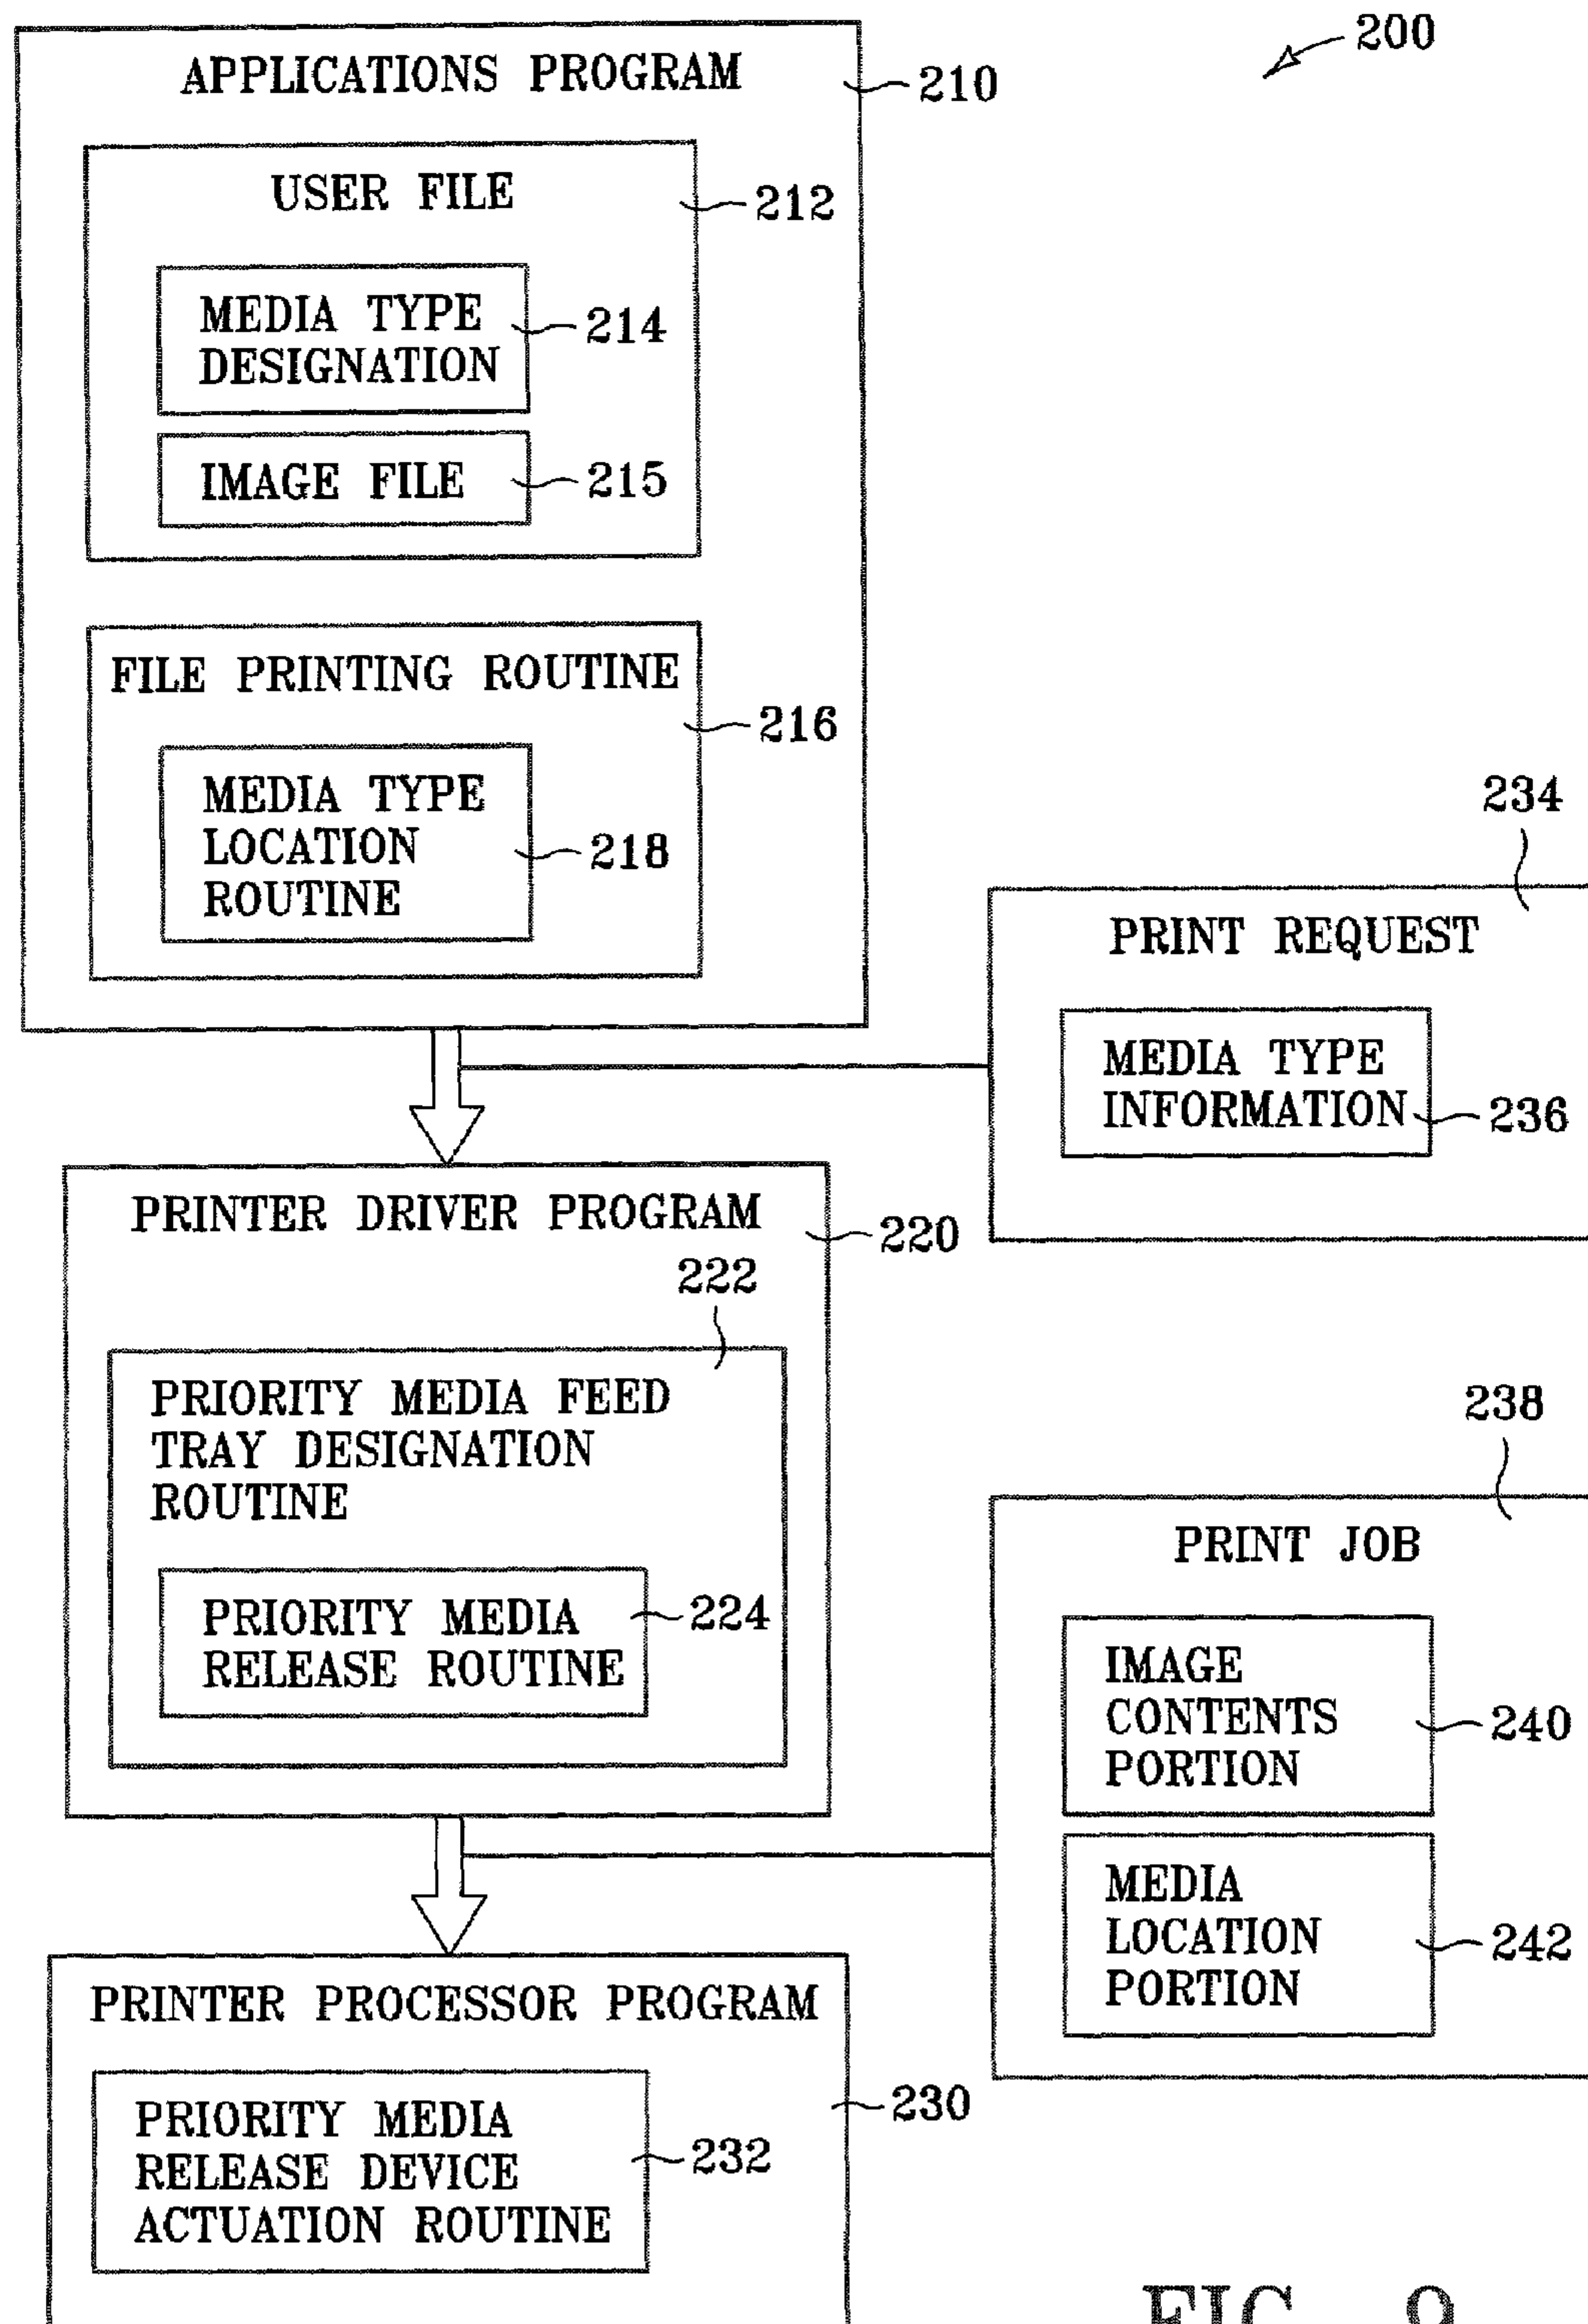 200
APPLICATIONS PROGRAM
210
USER FILE
212
MEDIA TYPE
DESIGNATION
214
IMAGE FILE
215
FILE PRINTING ROUTINE
216
MEDIA TYPE
LOCATION
ROUTINE
218
234
PRINT REQUEST
MEDIA TYPE
INFORMATION
236
PRINTER DRIVER PROGRAM
220
222
PRIORITY MEDIA FEED
TRAY DESIGNATION
ROUTINE
PRIORITY MEDIA
RELEASE ROUTINE
224
238
PRINT JOB
IMAGE
CONTENTS
PORTION
240
MEDIA
LOCATION
PORTION
242
PRINTER PROCESSOR PROGRAM
230
PRIORITY MEDIA
RELEASE DEVICE
ACTUATION ROUTINE
232
FIG. 9